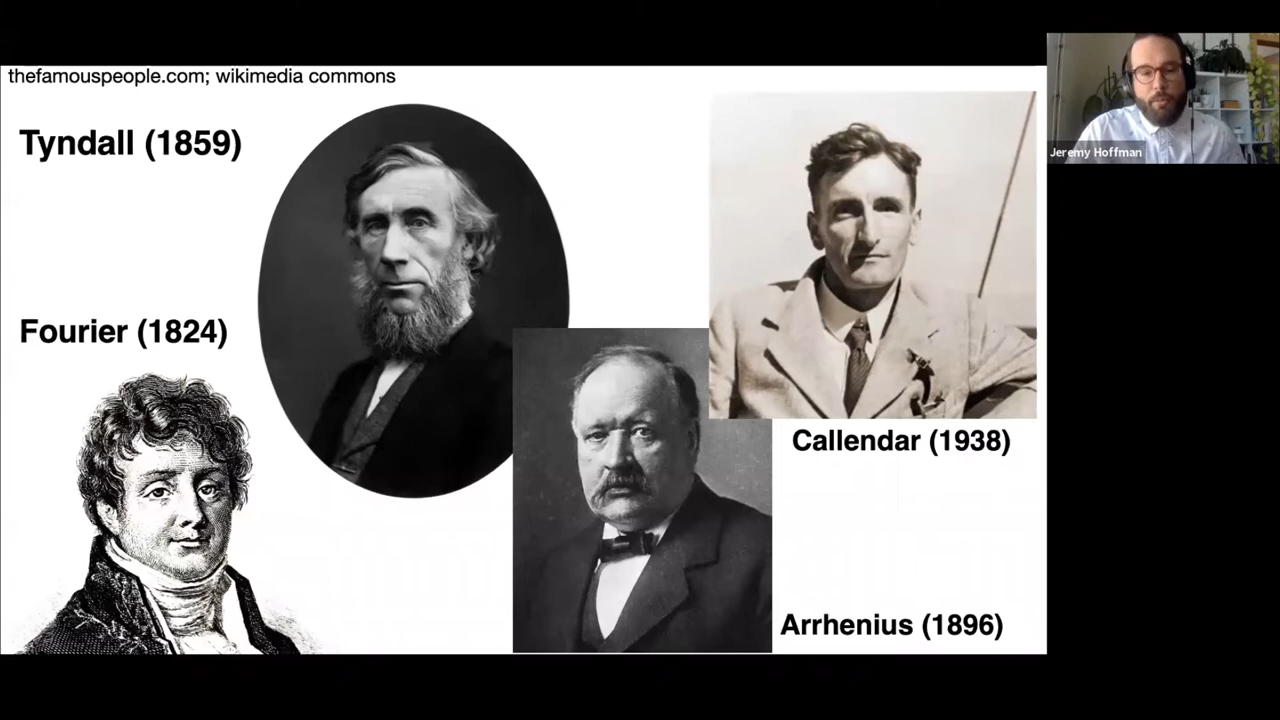 thefamouspeople.com; wikimedia commons
Tyndall (1859)
Fourier (1824)
Callendar (1938)
Arrhenius (1896)
Jeremy Hoffman